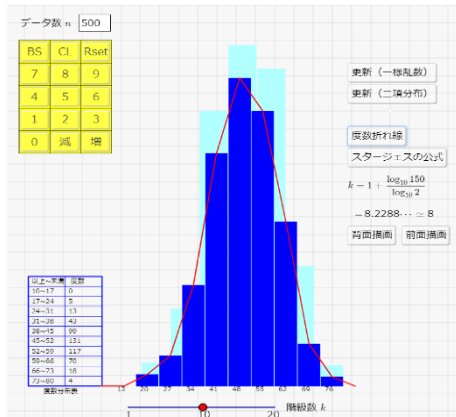 データ数 n 500
BS CL Rset
7 8 9
4 5 6
1 2 3
0 減 増
更新（一様乱数）
更新（二項分布）
度数折れ線
スタージェスの公式
k = 1 + log₁₀ 150 / log₁₀ 2
=8.2288⋯ ≃ 8
背面描画 前面描画
以上～未満 度数
10~17 0
17~24 5
24~31 13
31~38 43
38~45 99
45~52 131
52~59 117
59~66 70
66~73 18
73~80 4
度数分布表
13 20 27 34 41 48 55 62 69 76
階級数 k
1 10 20